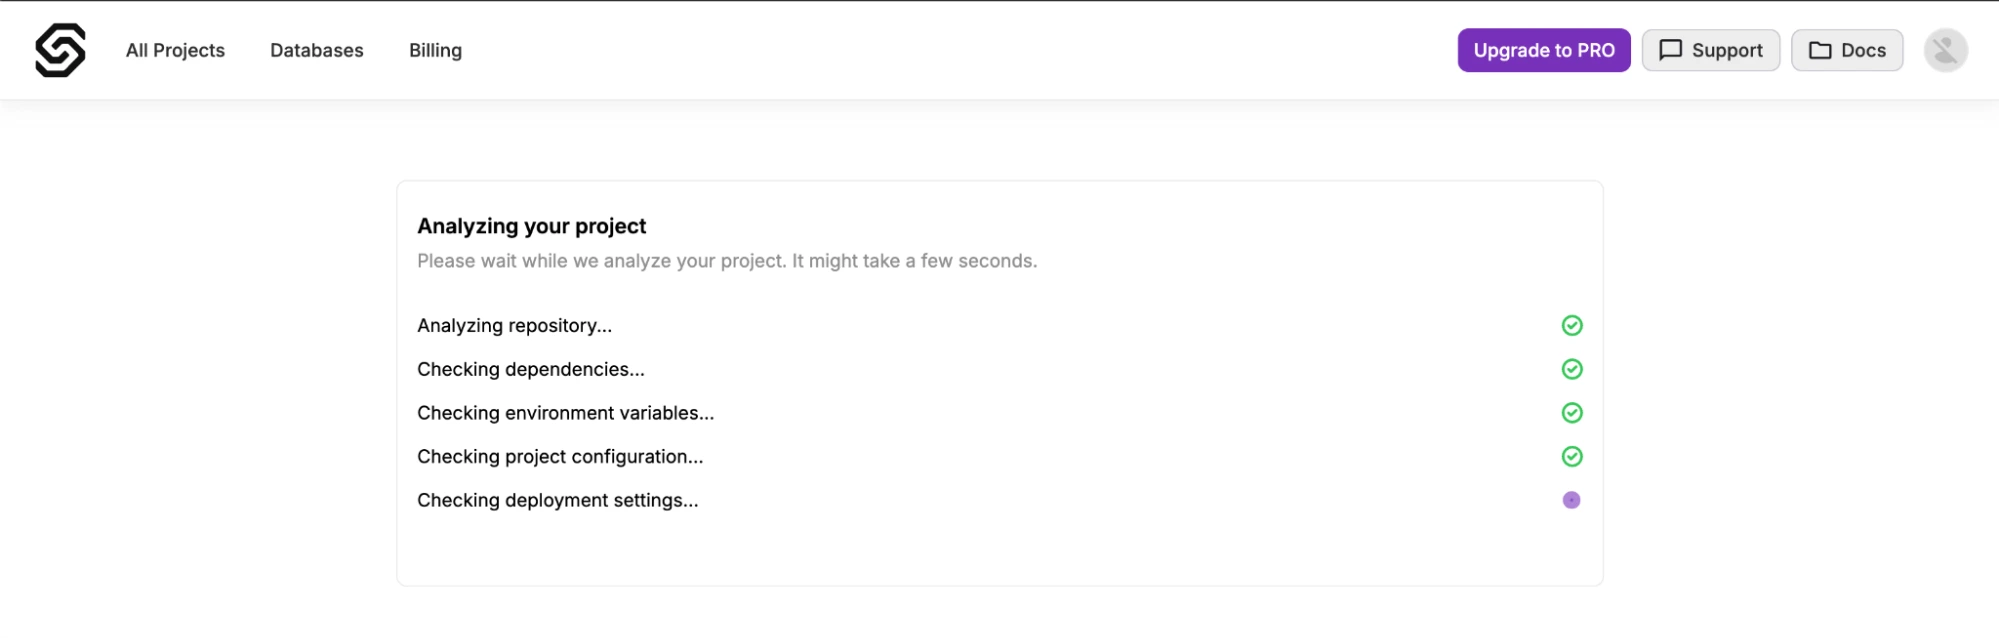 All Projects
Databases
Billing
Upgrade to PRO
Support
Docs
Analyzing your project
Please wait while we analyze your project. It might take a few seconds.
Analyzing repository...
Checking dependencies...
Checking environment variables...
Checking project configuration...
Checking deployment settings...